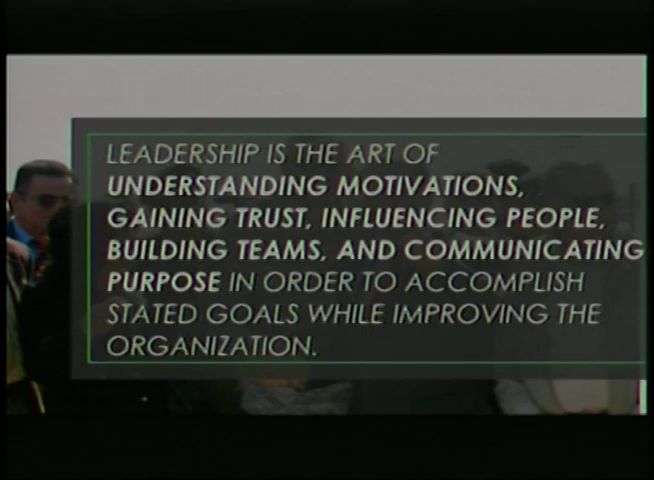 LEADERSHIP IS THE ART OF
UNDERSTANDING MOTIVATIONS,
GAINING TRUST, INFLUENCING PEOPLE,
BUILDING TEAMS, AND COMMUNICATING
PURPOSE IN ORDER TO ACCOMPLISH
STATED GOALS WHILE IMPROVING THE
ORGANIZATION.